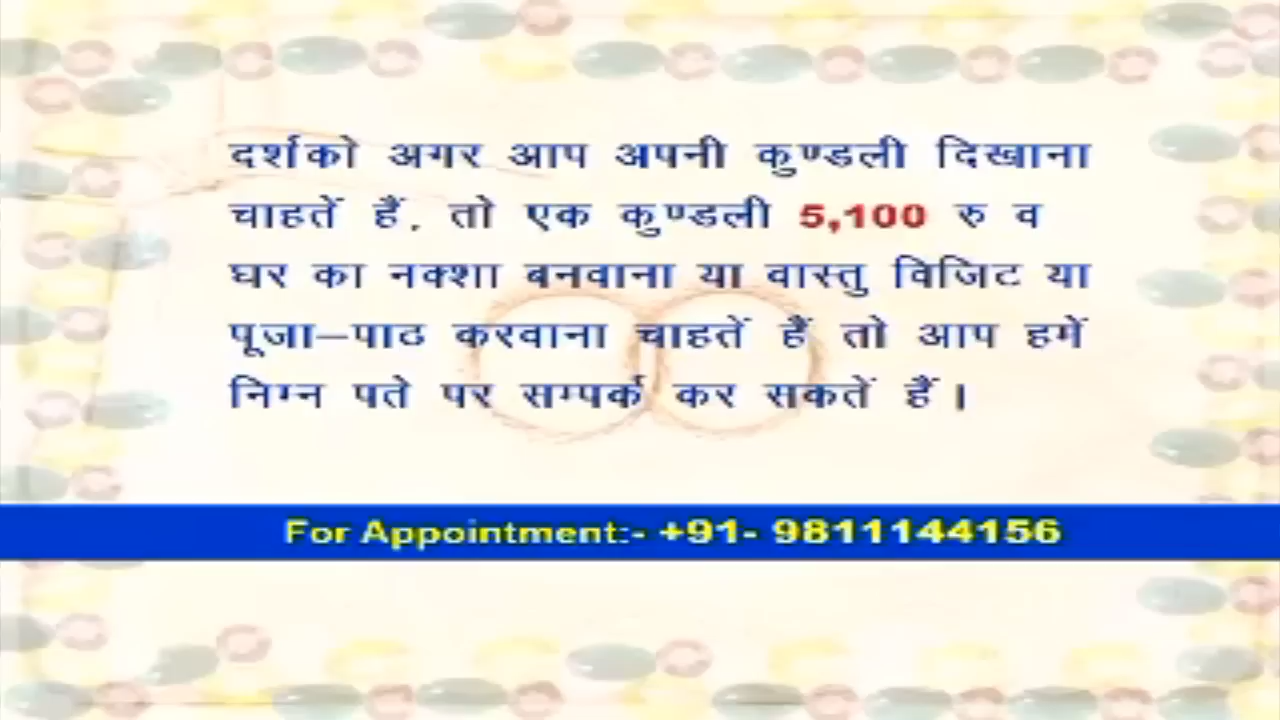 दर्शको अगर आप अपनी कुण्डली दिखाना
चाहतें हैं, तो एक कुण्डली 5,100 रु व
घर का नक्शा बनवाना या वास्तु विजिट या
पूजा–पाठ करवाना चाहतें हैं तो आप हमें
निम्न पते पर सम्पर्क कर सकतें हैं।
For Appointment:- +91- 9811144156